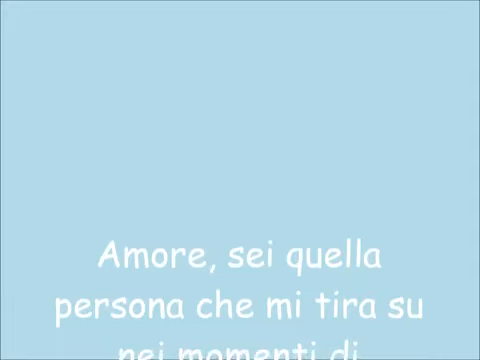 Amore, sei quella
persona che mi tira su
nei momenti di